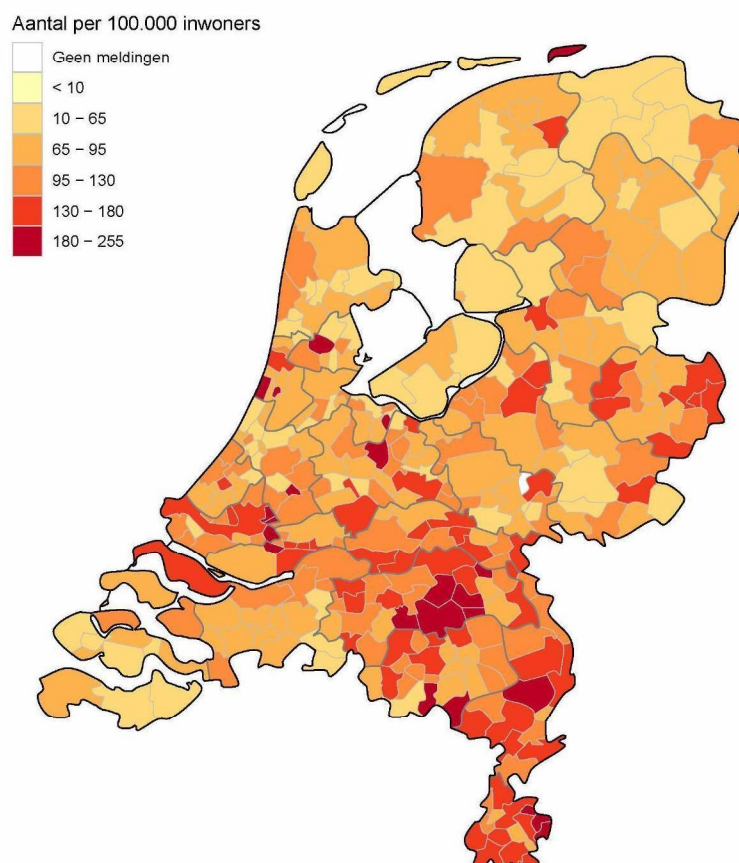 Aantal per 100.000 inwoners
Geen meldingen
< 10
10 − 65
65 − 95
95 − 130
130 − 180
180 − 255